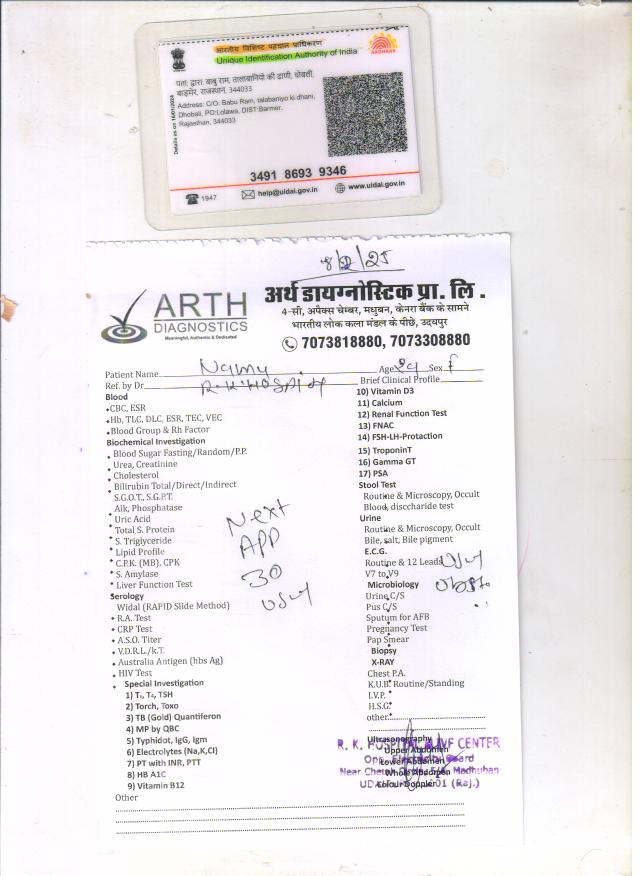 भारतीय विशिष्ट पहचान प्राधिकरण
Unique Identification Authority of India
AADHAAR
पता: द्वारा: बाबू राम, तालाबानियो की ढाणी, धोबली,
बाड़मेर, राजस्थान, 344033
Address: C/O: Babu Ram, talabaniyo ki dhani,
Dhobali, PO:Lolawa, DIST:Barmer,
Rajasthan, 344033
3491 8693 9346
1947 help@uidai.gov.in www.uidai.gov.in
8/2/25
ARTH
DIAGNOSTICS
Meaningful, Authentic & Dedicated
अर्थ डायग्नोस्टिक प्रा. लि .
4-सी, अपैक्स चेम्बर, मधुबन, केनरा बैंक के सामने
भारतीय लोक कला मंडल के पीछे, उदयपुर
7073818880, 7073308880
Patient Name Age 29 Sex f
Ref. by Dr. R.K HOSPital Brief Clinical Profile
Blood
CBC, ESR
Hb, TLC, DLC, ESR, TEC, VEC
Blood Group & Rh Factor
Biochemical Investigation
Blood Sugar Fasting/Random/P.P.
Urea, Creatinine
Cholesterol
Bilirubin Total/Direct/Indirect
S.G.O.T., S.G.P.T.
Alk, Phosphatase
Uric Acid
Total S. Protein
S. Triglyceride
Lipid Profile
C.P.K. (MB), CPK
S. Amylase
Liver Function Test
Serology
Widal (RAPID Slide Method)
R.A. Test
CRP Test
A.S.O. Titer
V.D.R.L./k.T.
Australia Antigen (hbs Ag)
HIV Test
Special Investigation
1) T₃, T₄, TSH
2) Torch, Toxo
3) TB (Gold) Quantiferon
4) MP by QBC
5) Typhidot, IgG, Igm
6) Electrolytes (Na,K,Cl)
7) PT with INR, PTT
8) HB A1C
9) Vitamin B12
Other
Next
APP
30
USG
10) Vitamin D3
11) Calcium
12) Renal Function Test
13) FNAC
14) FSH-LH-Protaction
15) TroponinT
16) Gamma GT
17) PSA
Stool Test
Routine & Microscopy, Occult
Blood, disccharide test
Urine
Routine & Microscopy, Occult
Bile, salt, Bile pigment
E.C.G.
Routine & 12 Leads
V7 to V9
USG
Obst.
Microbiology
Urine C/S
Pus C/S
Sputum for AFB
Pregnancy Test
Pap Smear
Biopsy
X-RAY
Chest P.A.
K.U.B. Routine/Standing
I.V.P.
H.S.G.
other
Ultrasonography
Upper Abdomen
Lower Abdomen
Whole Abdomen
Colour Doppler
R. K. HOSPITAL & IVF CENTER
Madhuban
(Raj.)